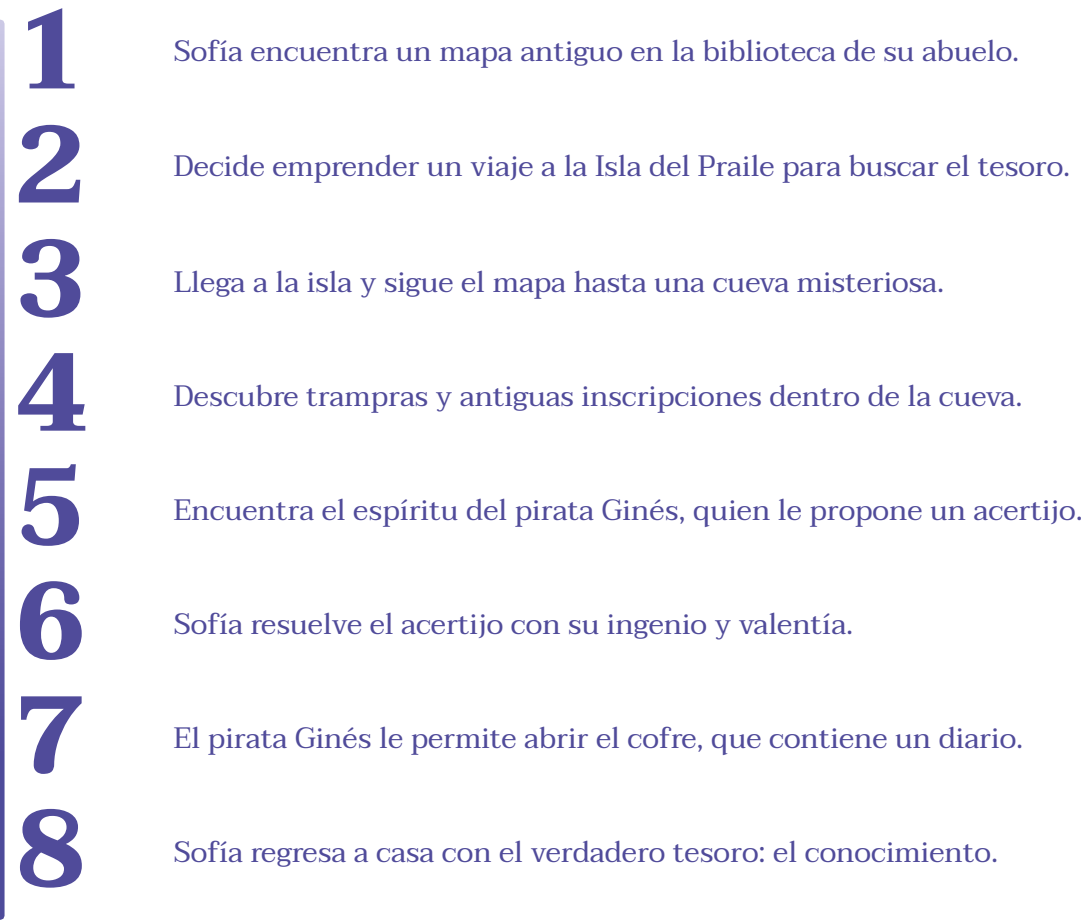 1 Sofía encuentra un mapa antiguo en la biblioteca de su abuelo.
2 Decide emprender un viaje a la Isla del Praile para buscar el tesoro.
3 Llega a la isla y sigue el mapa hasta una cueva misteriosa.
4 Descubre trampras y antiguas inscripciones dentro de la cueva.
5 Encuentra el espíritu del pirata Ginés, quien le propone un acertijo.
6 Sofía resuelve el acertijo con su ingenio y valentía.
7 El pirata Ginés le permite abrir el cofre, que contiene un diario.
8 Sofía regresa a casa con el verdadero tesoro: el conocimiento.